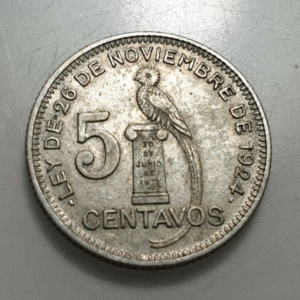 LEY DE 26 DE NOVIEMBRE DE 1924
5
30
DE
JUNIO
DE
CENTAVOS